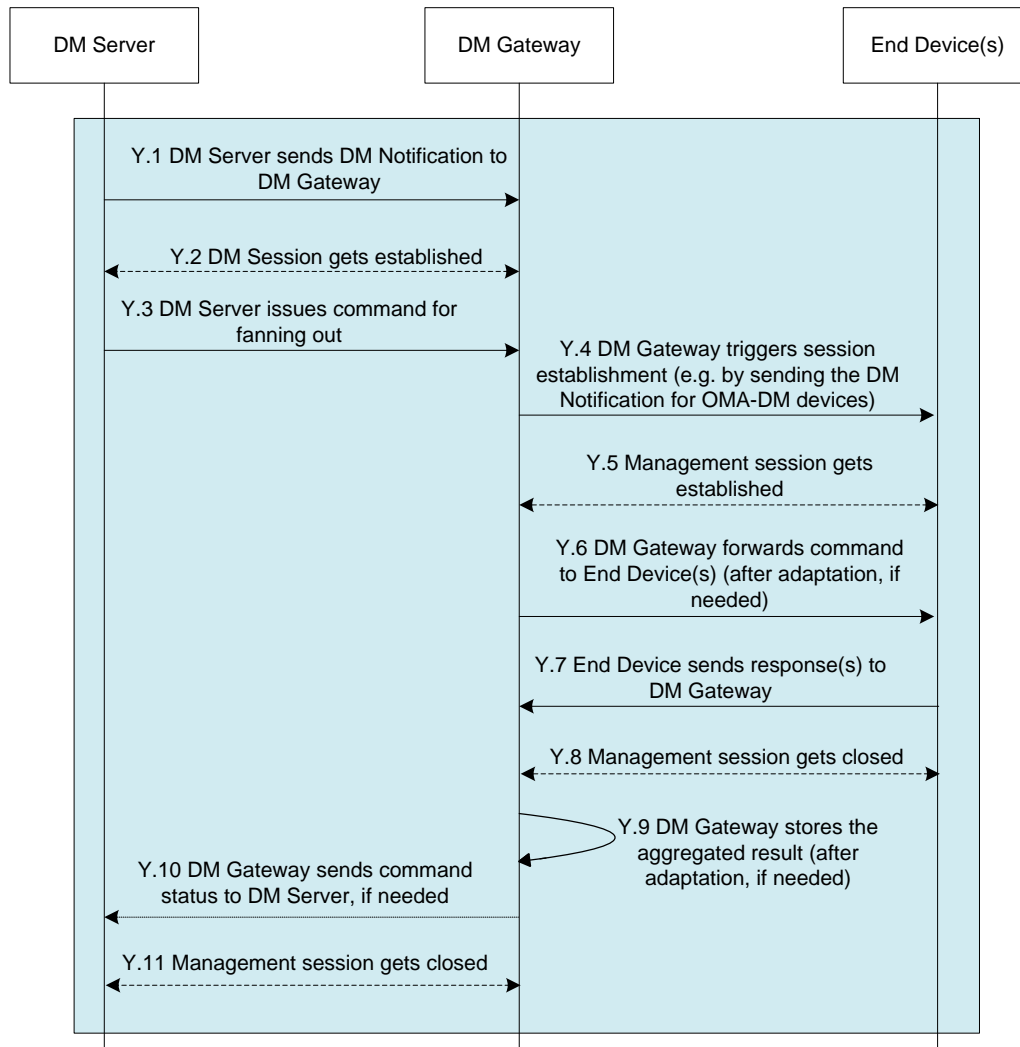 DM Server
DM Gateway
End Device(s)
Y.1 DM Server sends DM Notification to
DM Gateway
Y.2 DM Session gets established
Y.3 DM Server issues command for
fanning out
Y.4 DM Gateway triggers session
establishment (e.g. by sending the DM
Notification for OMA-DM devices)
Y.5 Management session gets
established
Y.6 DM Gateway forwards command
to End Device(s) (after adaptation, if
needed)
Y.7 End Device sends response(s) to
DM Gateway
Y.8 Management session gets closed
Y.9 DM Gateway stores the
aggregated result (after
adaptation, if needed)
Y.10 DM Gateway sends command
status to DM Server, if needed
Y.11 Management session gets closed